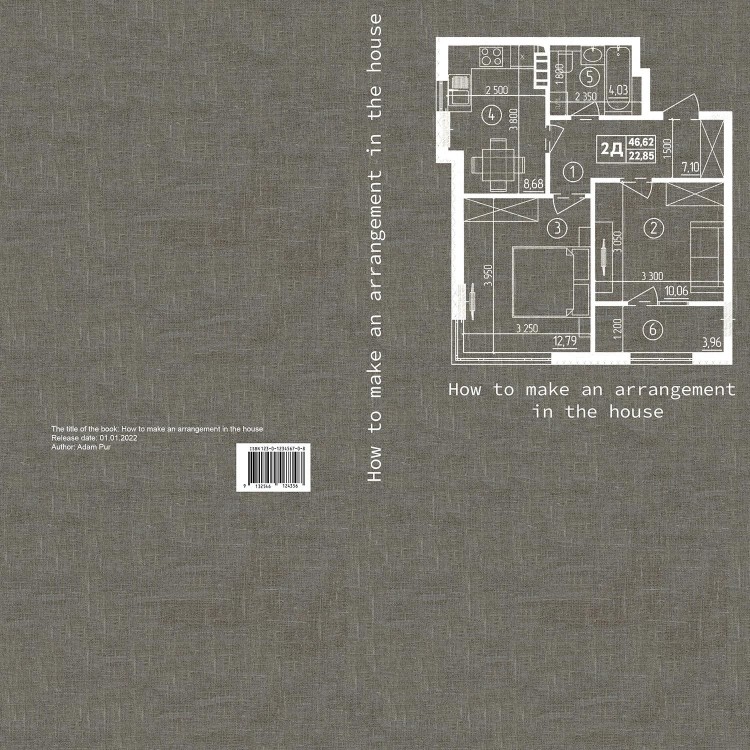 The title of the book: How to make an arrangement in the house
Release date: 01.01.2022
Author: Adam Pur
ISBN 123-0-1234567-0-8
9 132566 124356
How to make an arrangement in the house
5
1 800
2 350
4,03
2 500
4
3 800
8,68
2Д
46,62
22,85
1 500
7,10
1
3
2
3 050
3 300
10,06
3 950
3 250
12,79
6
1 200
3,96
How to make an arrangement
in the house